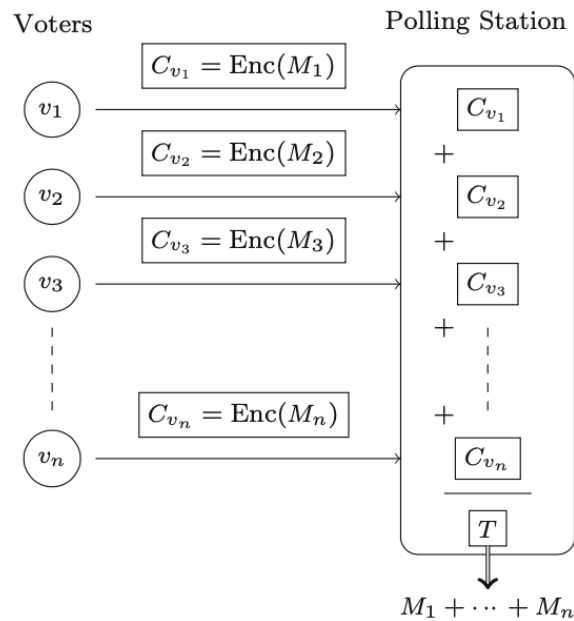 Voters Polling Station
C_{v_1} = Enc(M_1)
v_1 C_{v_1}
+
C_{v_2} = Enc(M_2)
v_2 C_{v_2}
+
C_{v_3} = Enc(M_3)
v_3 C_{v_3}
+
C_{v_n} = Enc(M_n) +
v_n C_{v_n}
T
M_1 + ··· + M_n